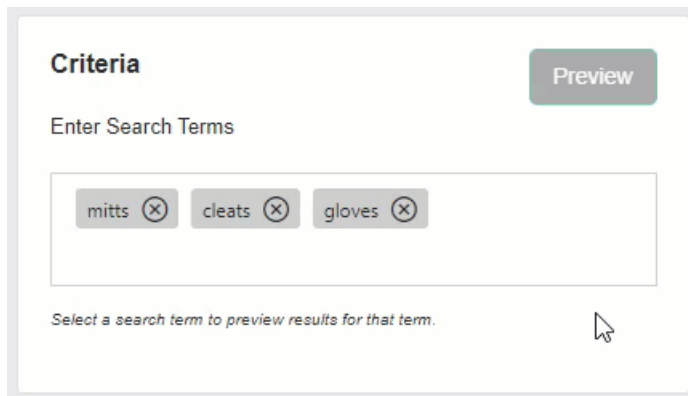 Criteria
Preview
Enter Search Terms
mitts cleats gloves
Select a search term to preview results for that term.